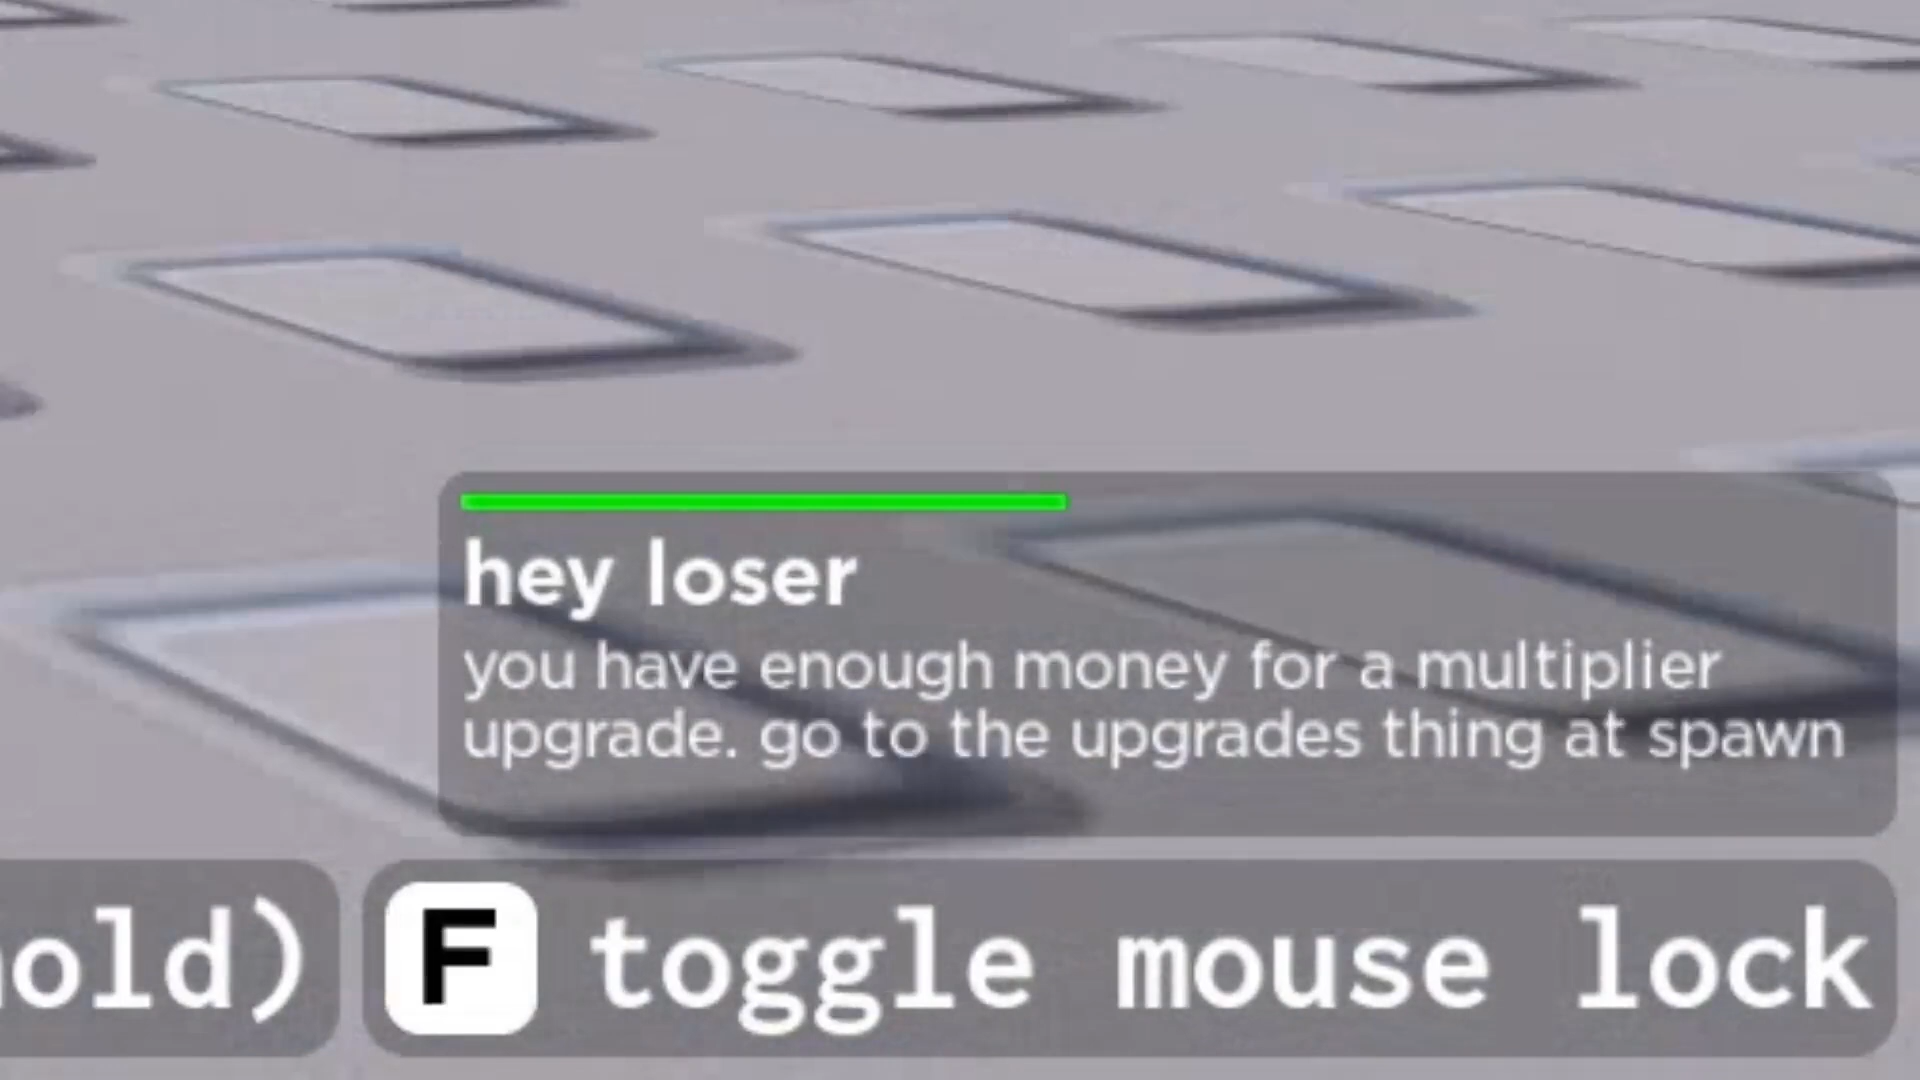 hey loser
you have enough money for a multiplier
upgrade. go to the upgrades thing at spawn
old)
F toggle mouse lock